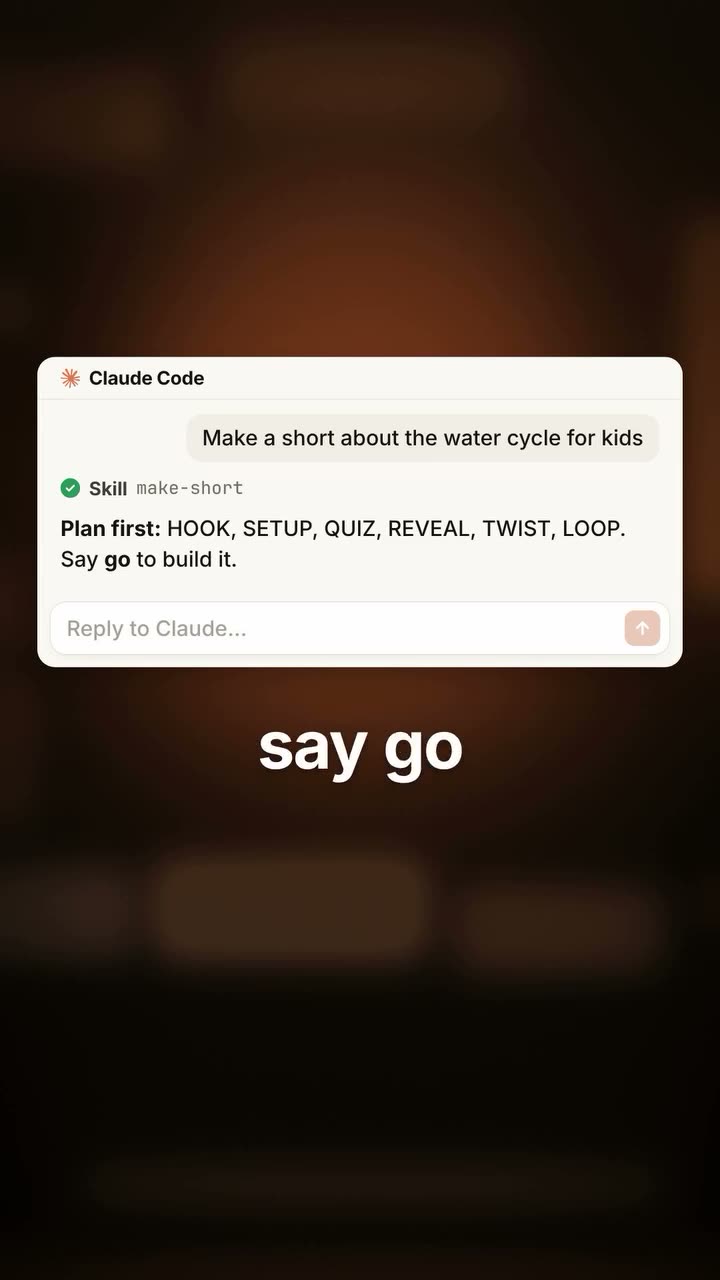 Claude Code
Make a short about the water cycle for kids
Skill make-short
Plan first: HOOK, SETUP, QUIZ, REVEAL, TWIST, LOOP.
Say go to build it.
Reply to Claude...
say go